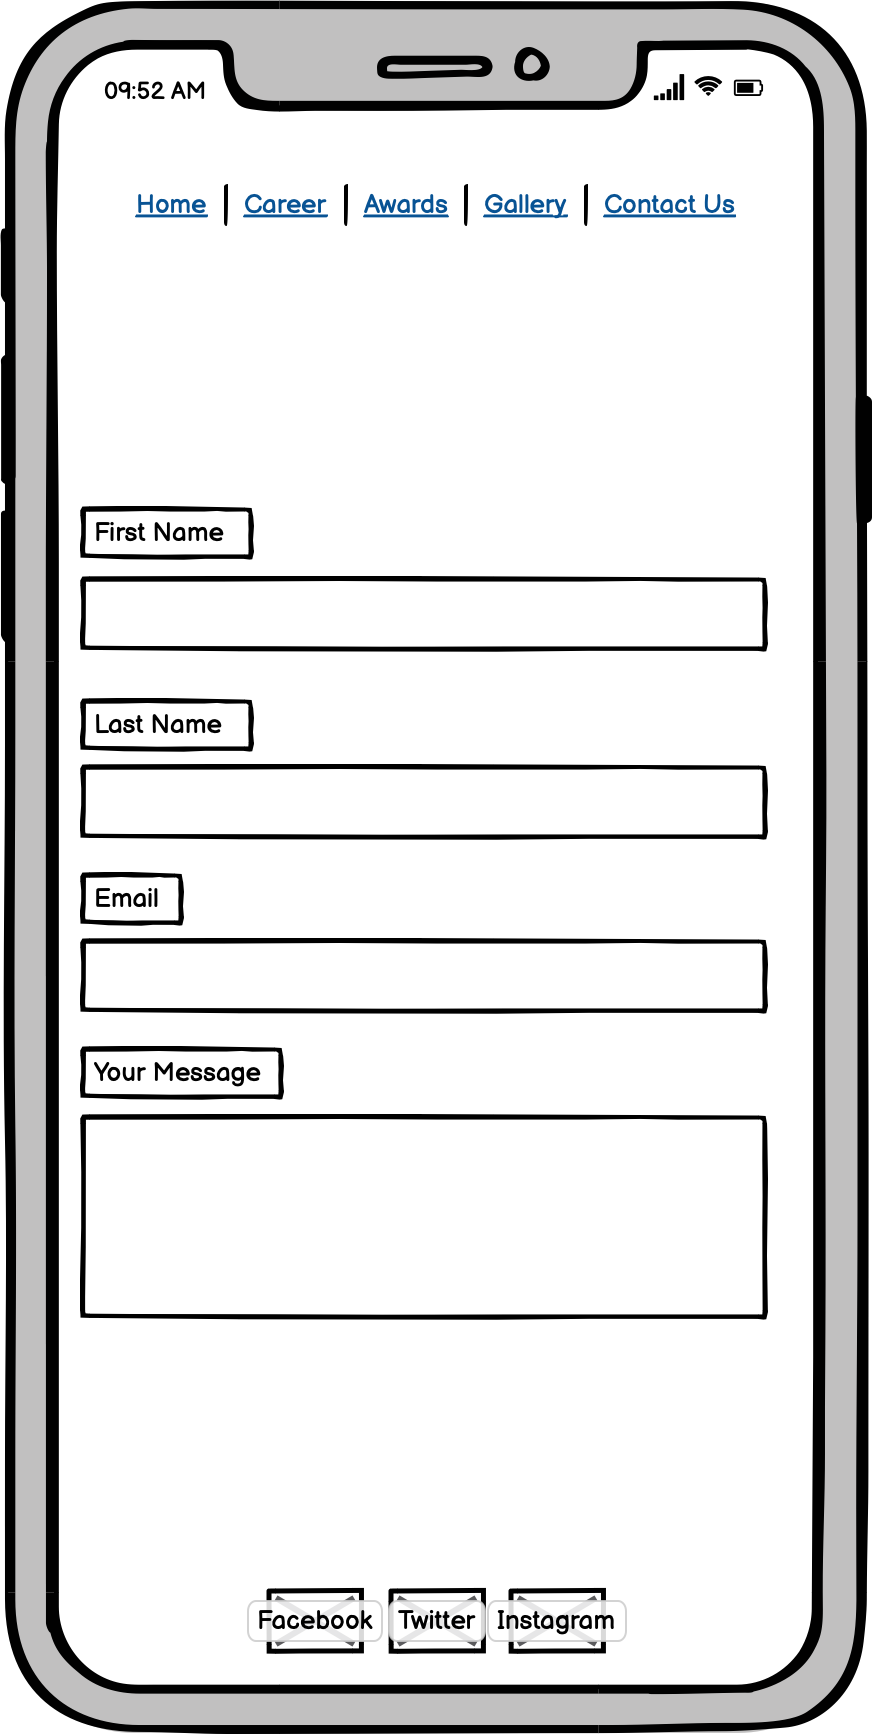 09:52 AM
Home | Career | Awards | Gallery | Contact Us
First Name
Last Name
Email
Your Message
Facebook Twitter Instagram